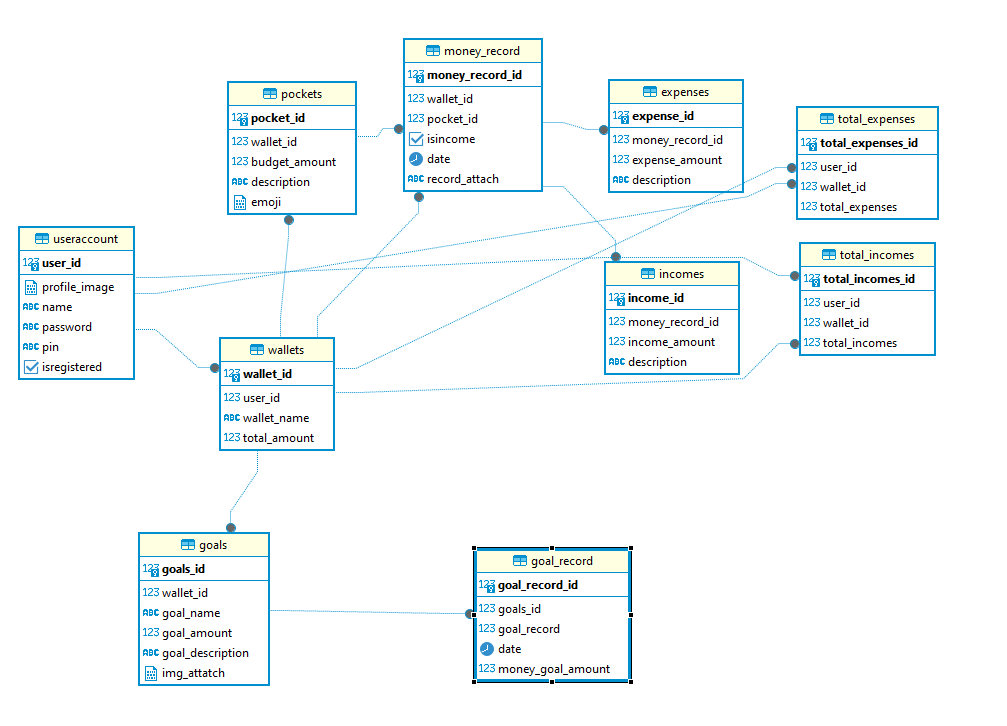 money_record
123 money_record_id
123 wallet_id
123 pocket_id
isincome
date
ABC record_attach
pockets
123 pocket_id
123 wallet_id
123 budget_amount
ABC description
emoji
expenses
123 expense_id
123 money_record_id
123 expense_amount
ABC description
total_expenses
123 total_expenses_id
123 user_id
123 wallet_id
123 total_expenses
useraccount
123 user_id
profile_image
ABC name
ABC password
ABC pin
isregistered
total_incomes
123 total_incomes_id
123 user_id
123 wallet_id
123 total_incomes
incomes
123 income_id
123 money_record_id
123 income_amount
ABC description
wallets
123 wallet_id
123 user_id
ABC wallet_name
123 total_amount
goals
123 goals_id
123 wallet_id
ABC goal_name
123 goal_amount
ABC goal_description
img_attatch
goal_record
123 goal_record_id
123 goals_id
123 goal_record
date
123 money_goal_amount